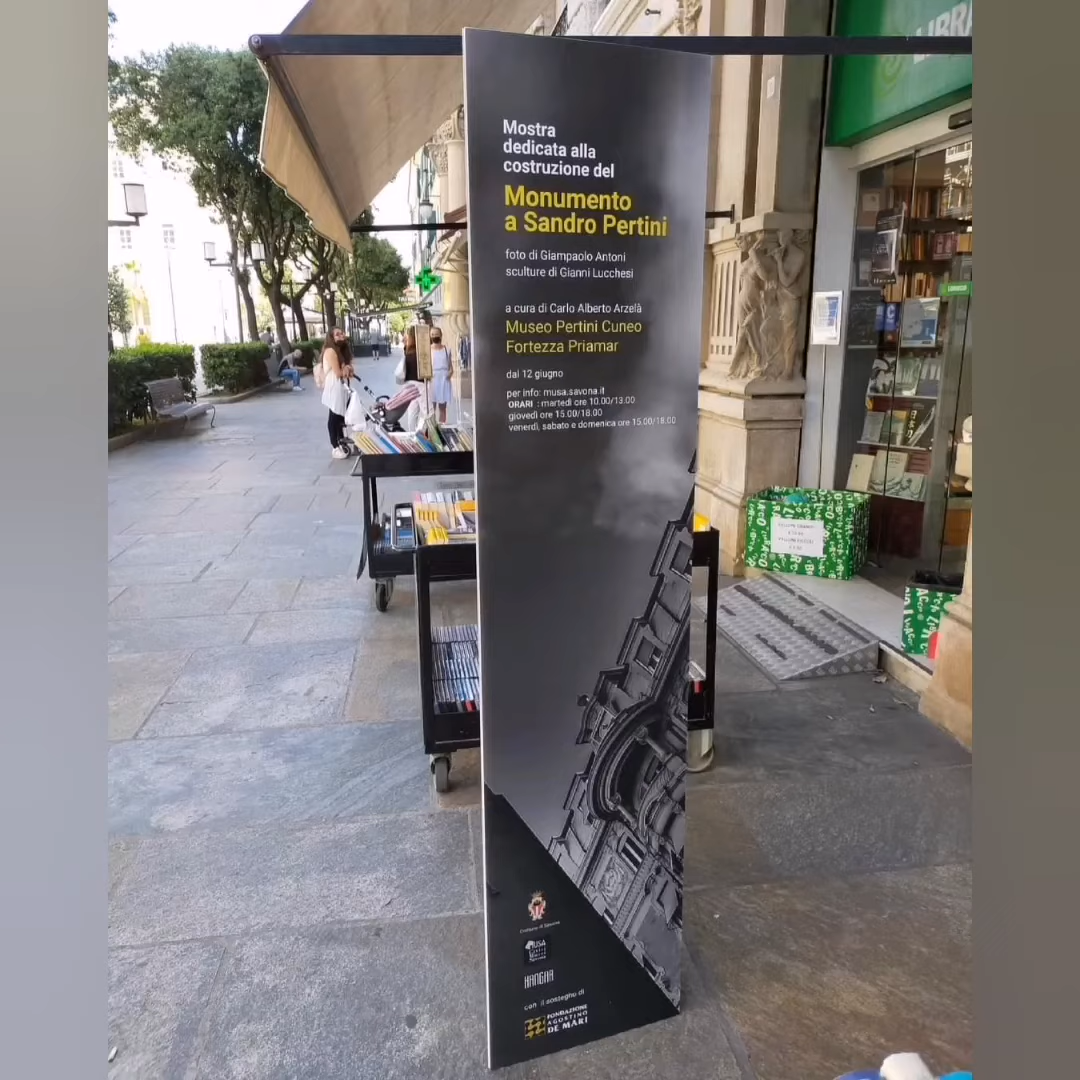 Mostra
dedicata alla
costruzione del
Monumento
a Sandro Pertini
foto di Giampaolo Antoni
sculture di Gianni Lucchesi
a cura di Carlo Alberto Arzelà
Museo Pertini Cuneo
Fortezza Priamar
dal 12 giugno
per info: musa.savona.it
ORARI : martedì ore 10.00/13.00
giovedì ore 15.00/18.00
venerdì, sabato e domenica ore 15.00/18.00
con il sostegno di
FONDAZIONE
AGOSTINO
DE MARI
LIBRA